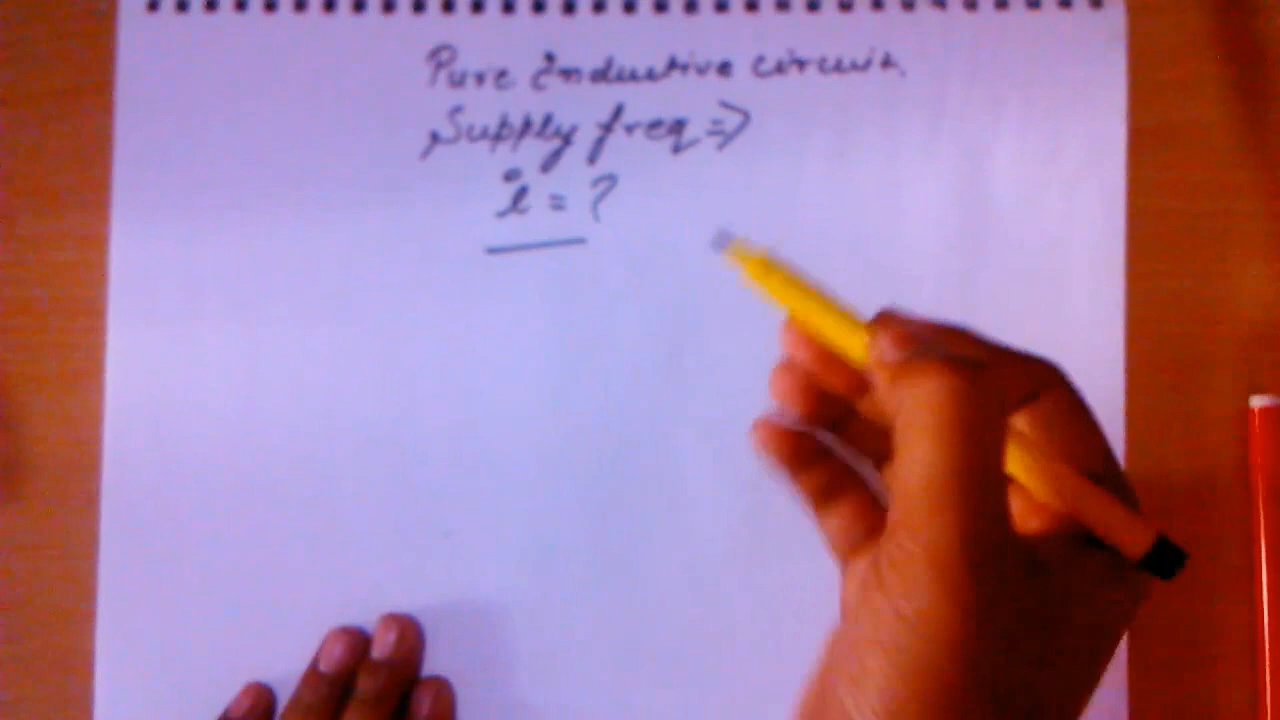 Pure Inductive circuit.
Supply freq =>
i = ?